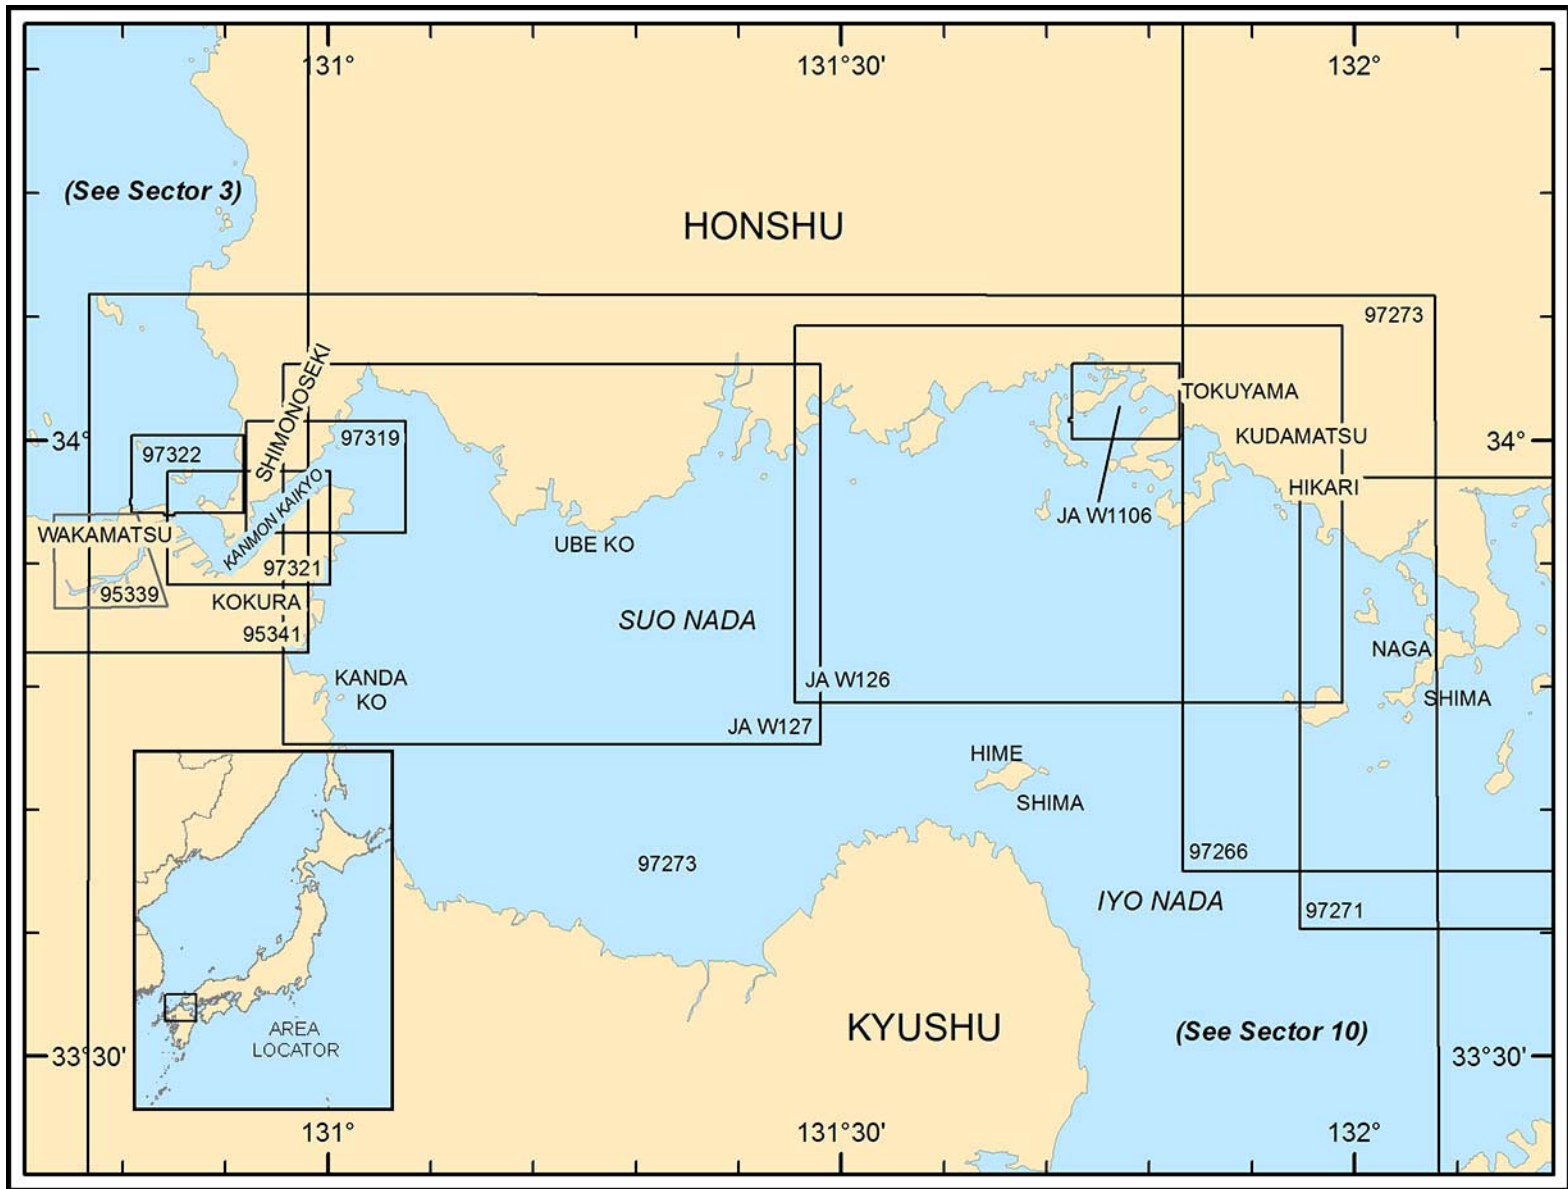 131°
131°30'
132°
(See Sector 3)
HONSHU
97273
SHIMONOSEKI
TOKUYAMA
97319
34°
97322
KUDAMATSU
34°
HIKARI
JA W1106
KANMON KAIKYO
WAKAMATSU
UBE KO
97321
95339
KOKURA
SUO NADA
95341
NAGA
SHIMA
KANDA
KO
JA W126
JA W127
HIME
SHIMA
97266
97273
IYO NADA
97271
AREA
LOCATOR
KYUSHU
(See Sector 10)
33°30'
33°30'
131°
131°30'
132°